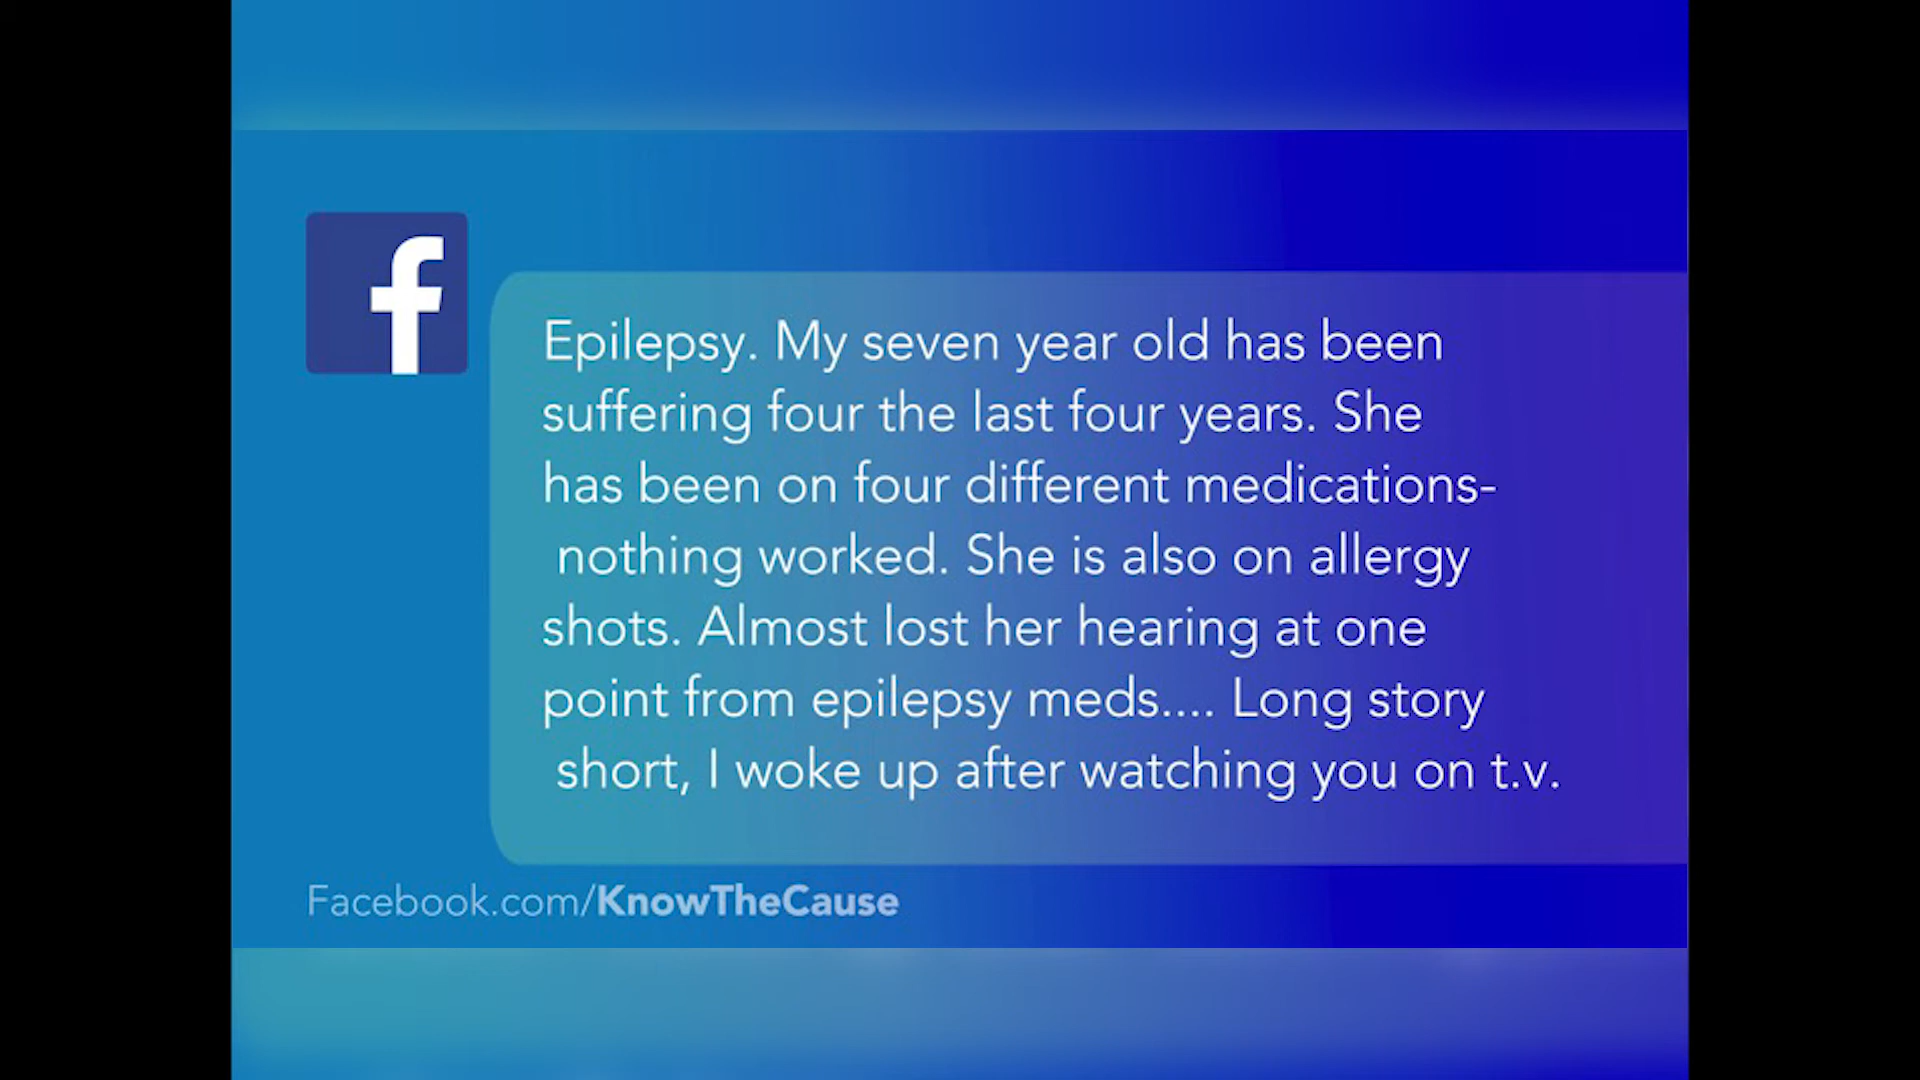 Epilepsy. My seven year old has been
suffering four the last four years. She
has been on four different medications-
nothing worked. She is also on allergy
shots. Almost lost her hearing at one
point from epilepsy meds.... Long story
short, I woke up after watching you on t.v.
Facebook.com/KnowTheCause